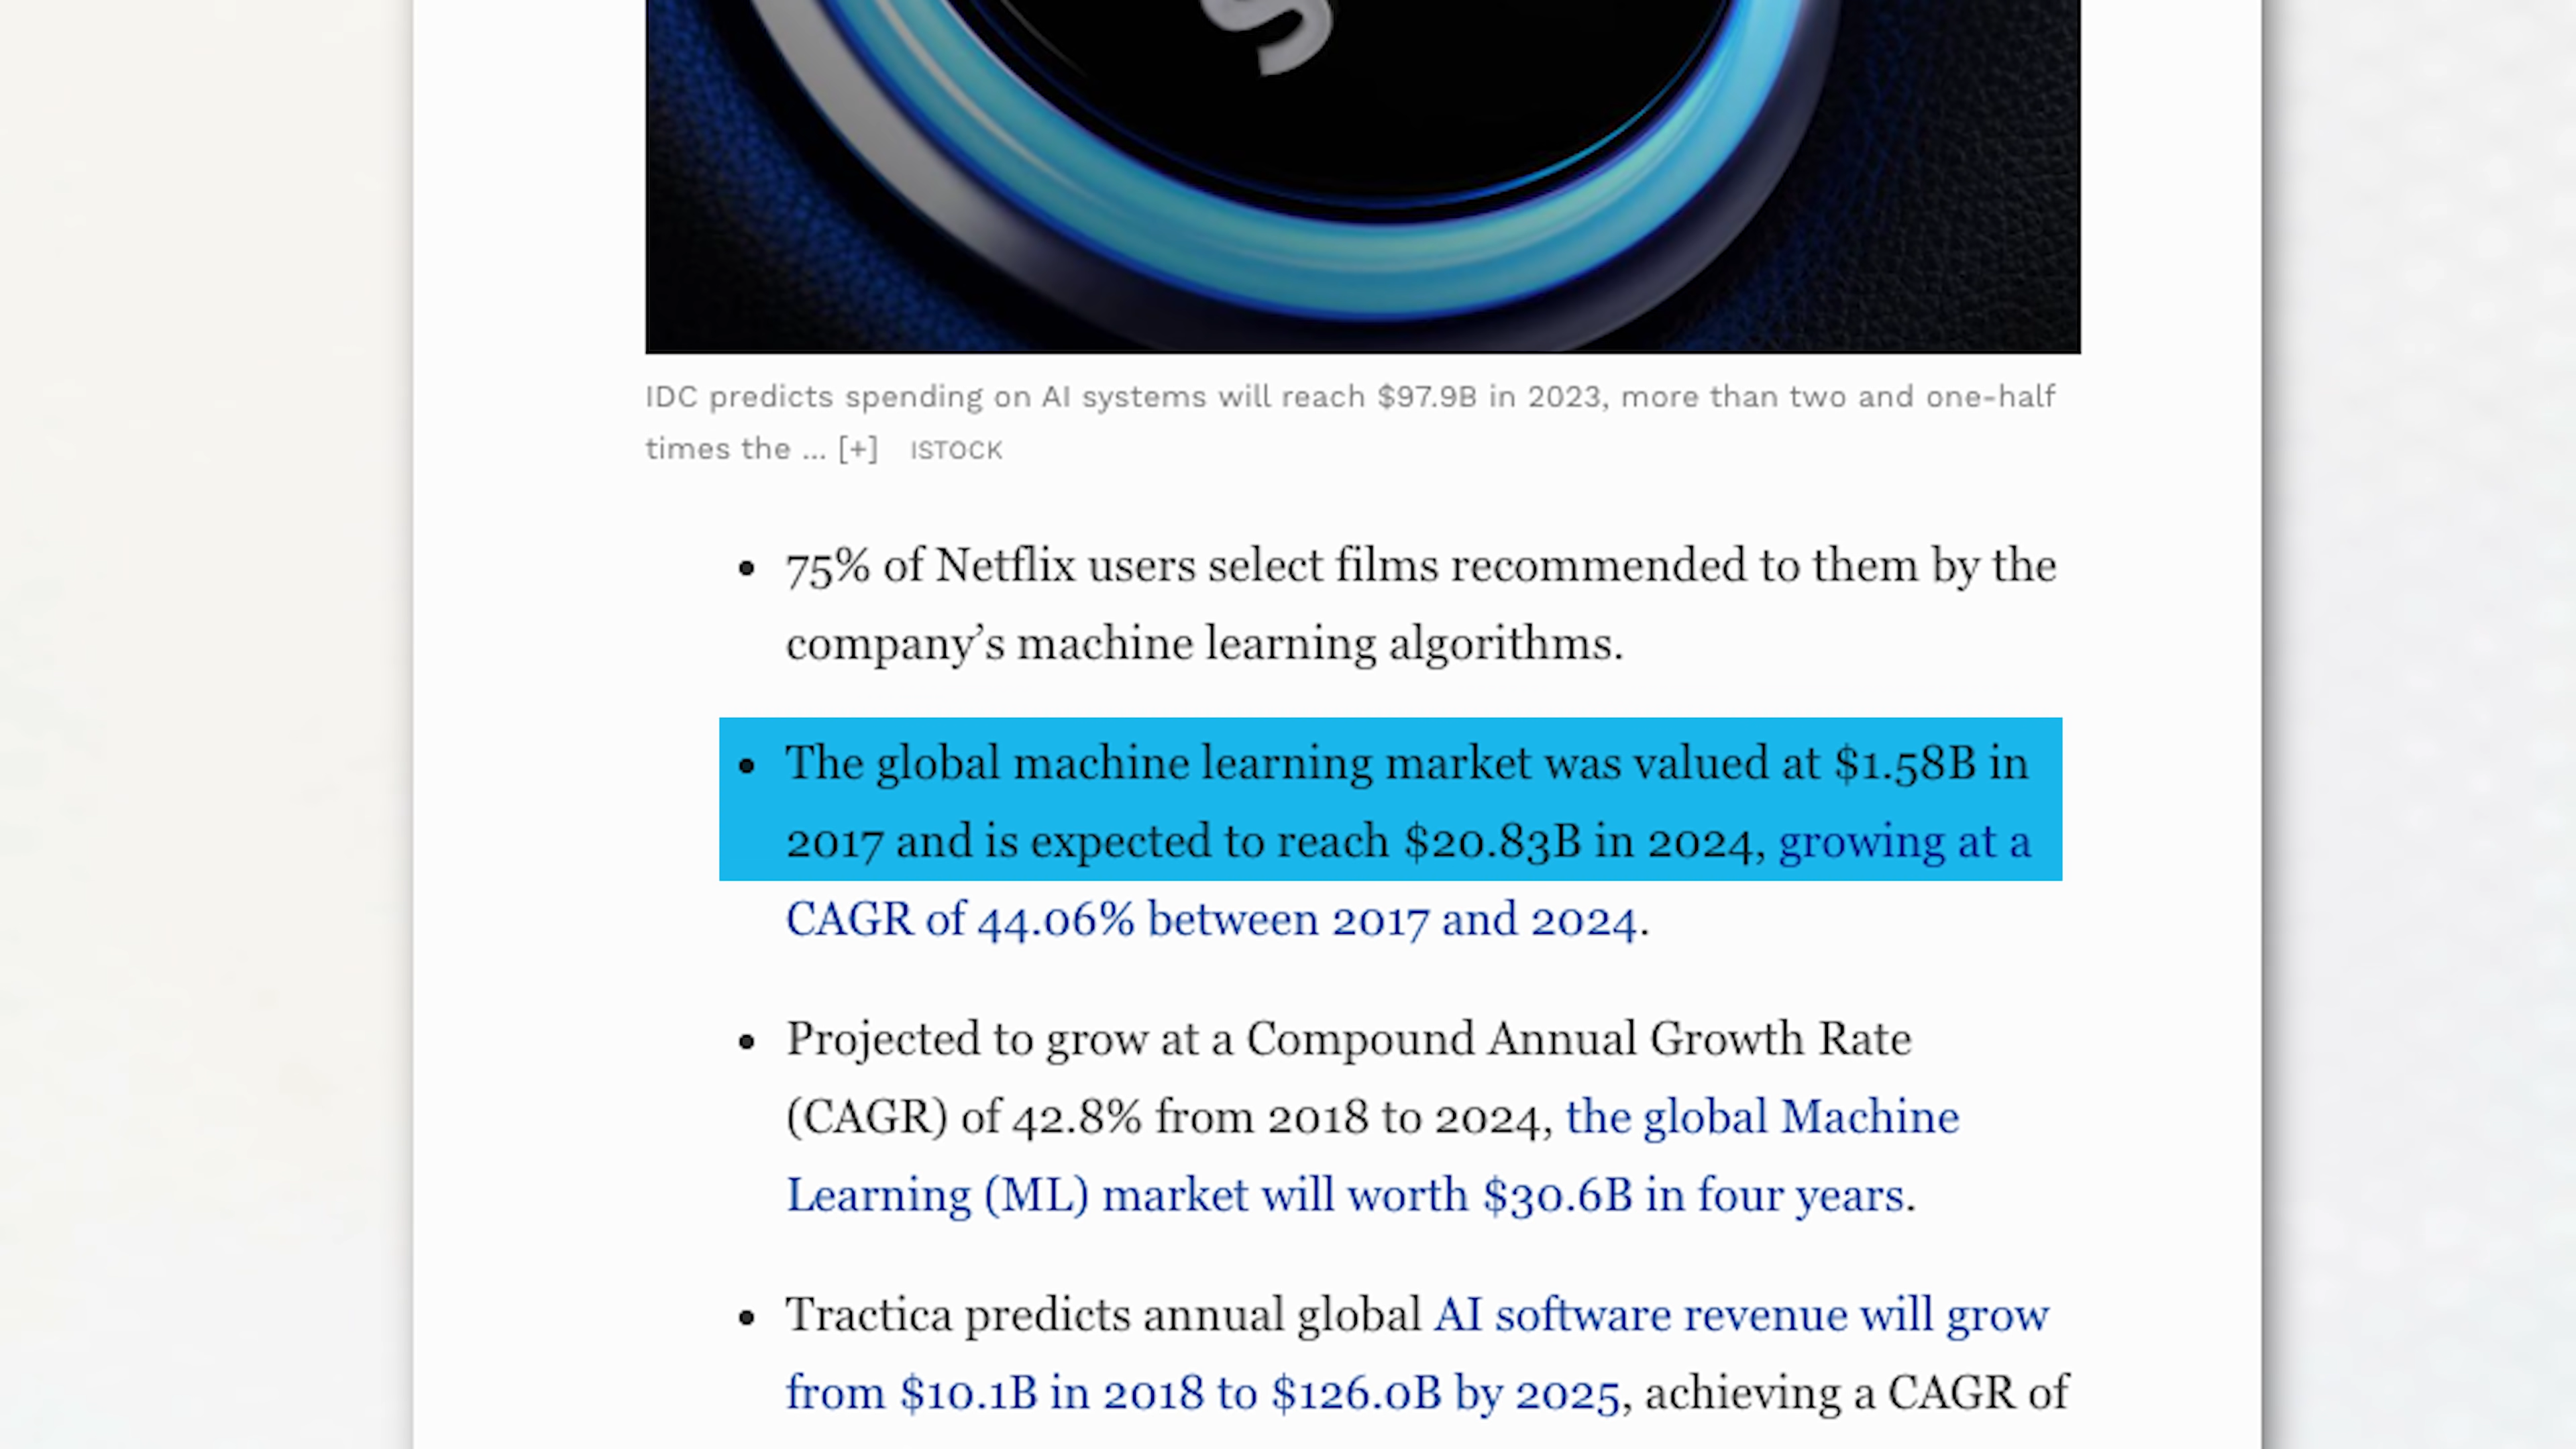 S
IDC predicts spending on AI systems will reach $97.9B in 2023, more than two and one-half
times the ... [+] ISTOCK
• 75% of Netflix users select films recommended to them by the
company’s machine learning algorithms.
• The global machine learning market was valued at $1.58B in
2017 and is expected to reach $20.83B in 2024, growing at a
CAGR of 44.06% between 2017 and 2024.
• Projected to grow at a Compound Annual Growth Rate
(CAGR) of 42.8% from 2018 to 2024, the global Machine
Learning (ML) market will worth $30.6B in four years.
• Tractica predicts annual global AI software revenue will grow
from $10.1B in 2018 to $126.0B by 2025, achieving a CAGR of